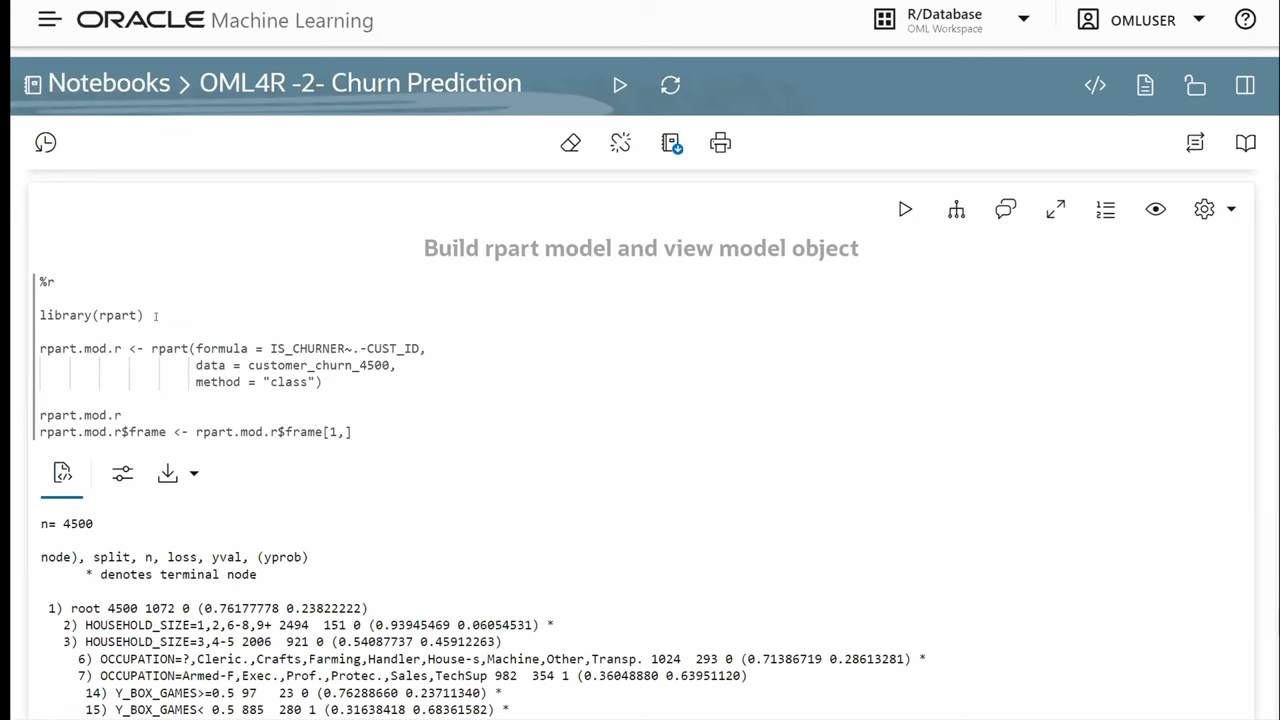 ORACLE Machine Learning
R/Database
OML Workspace
OMLUSER
Notebooks > OML4R -2- Churn Prediction
Build rpart model and view model object
%r
library(rpart)
rpart.mod.r <- rpart(formula = IS_CHURNER~.-CUST_ID,
data = customer_churn_4500,
method = "class")
rpart.mod.r
rpart.mod.r$frame <- rpart.mod.r$frame[1,]
n= 4500
node), split, n, loss, yval, (yprob)
* denotes terminal node
1) root 4500 1072 0 (0.76177778 0.23822222)
2) HOUSEHOLD_SIZE=1,2,6-8,9+ 2494 151 0 (0.93945469 0.06054531) *
3) HOUSEHOLD_SIZE=3,4-5 2006 921 0 (0.54087737 0.45912263)
6) OCCUPATION=?,Cleric.,Crafts,Farming,Handler,House-s,Machine,Other,Transp. 1024 293 0 (0.71386719 0.28613281) *
7) OCCUPATION=Armed-F,Exec.,Prof.,Protec.,Sales,TechSup 982 354 1 (0.36048880 0.63951120)
14) Y_BOX_GAMES>=0.5 97 23 0 (0.76288660 0.23711340) *
15) Y_BOX_GAMES< 0.5 885 280 1 (0.31638418 0.68361582) *